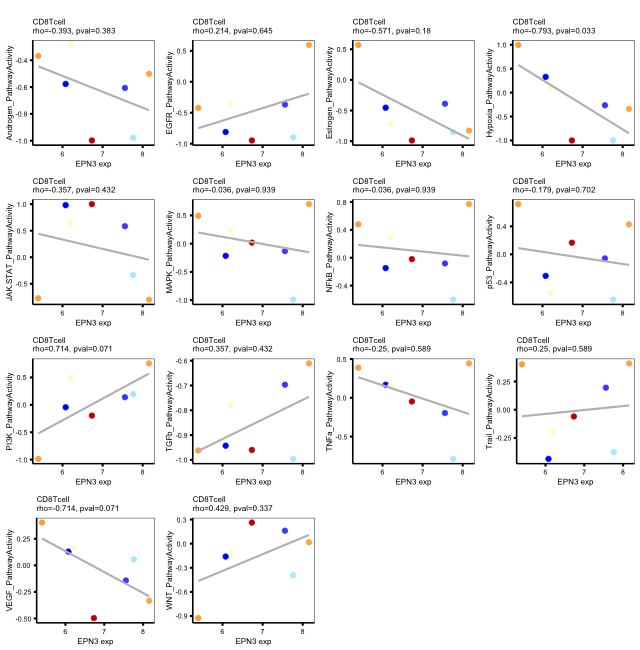 CD8Tcell
rho=-0.393, pval=0.383
Androgen_PathwayActivity
-0.4
-0.6
-0.8
-1.0
6 7 8
EPN3 exp
CD8Tcell
rho=0.214, pval=0.645
EGFR_PathwayActivity
0.5
0.0
-0.5
-1.0
6 7 8
EPN3 exp
CD8Tcell
rho=-0.571, pval=0.18
Estrogen_PathwayActivity
0.5
0.0
-0.5
-1.0
6 7 8
EPN3 exp
CD8Tcell
rho=-0.793, pval=0.033
Hypoxia_PathwayActivity
1.0
0.5
0.0
-0.5
-1.0
6 7 8
EPN3 exp
CD8Tcell
rho=-0.357, pval=0.432
JAK-STAT_PathwayActivity
1.0
0.5
0.0
-0.5
6 7 8
EPN3 exp
CD8Tcell
rho=-0.036, pval=0.939
MAPK_PathwayActivity
0.5
0.0
-0.5
-1.0
6 7 8
EPN3 exp
CD8Tcell
rho=-0.036, pval=0.939
NFkB_PathwayActivity
0.8
0.4
0.0
-0.4
6 7 8
EPN3 exp
CD8Tcell
rho=-0.179, pval=0.702
p53_PathwayActivity
0.4
0.0
-0.4
6 7 8
EPN3 exp
CD8Tcell
rho=0.714, pval=0.071
PI3K_PathwayActivity
0.5
0.0
-0.5
-1.0
6 7 8
EPN3 exp
CD8Tcell
rho=0.357, pval=0.432
TGFb_PathwayActivity
-0.6
-0.7
-0.8
-0.9
-1.0
6 7 8
EPN3 exp
CD8Tcell
rho=-0.25, pval=0.589
TNFa_PathwayActivity
0.5
0.0
-0.5
6 7 8
EPN3 exp
CD8Tcell
rho=0.25, pval=0.589
Trail_PathwayActivity
0.25
0.00
-0.25
6 7 8
EPN3 exp
CD8Tcell
rho=-0.714, pval=0.071
VEGF_PathwayActivity
0.25
0.00
-0.25
-0.50
6 7 8
EPN3 exp
CD8Tcell
rho=0.429, pval=0.337
WNT_PathwayActivity
0.3
0.0
-0.3
-0.6
-0.9
6 7 8
EPN3 exp